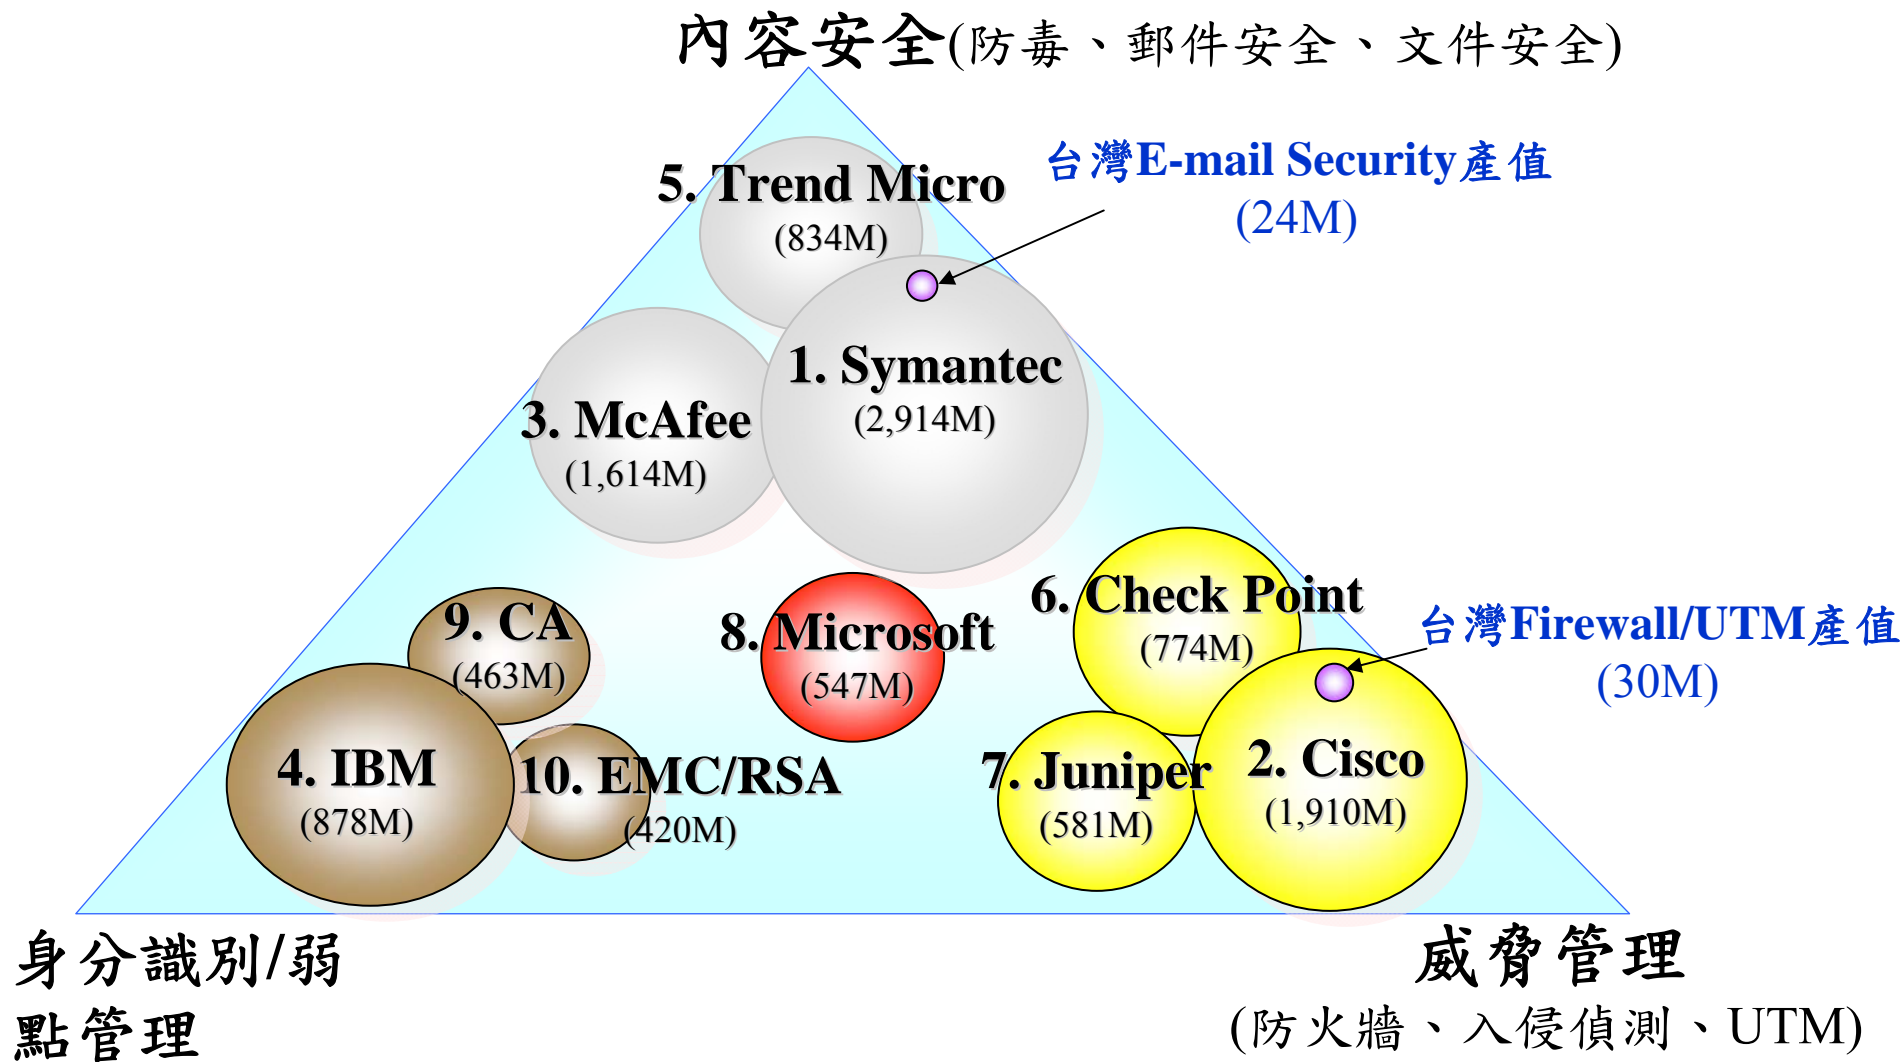 內容安全(防毒、郵件安全、文件安全)
台灣E-mail Security產值
(24M)
5. Trend Micro
(834M)
1. Symantec
(2,914M)
3. McAfee
(1,614M)
6. Check Point
(774M)
台灣Firewall/UTM產值
(30M)
9. CA
(463M)
8. Microsoft
(547M)
4. IBM
(878M)
10. EMC/RSA
(420M)
7. Juniper
(581M)
2. Cisco
(1,910M)
身分識別/弱
點管理
威脅管理
(防火牆、入侵偵測、UTM)